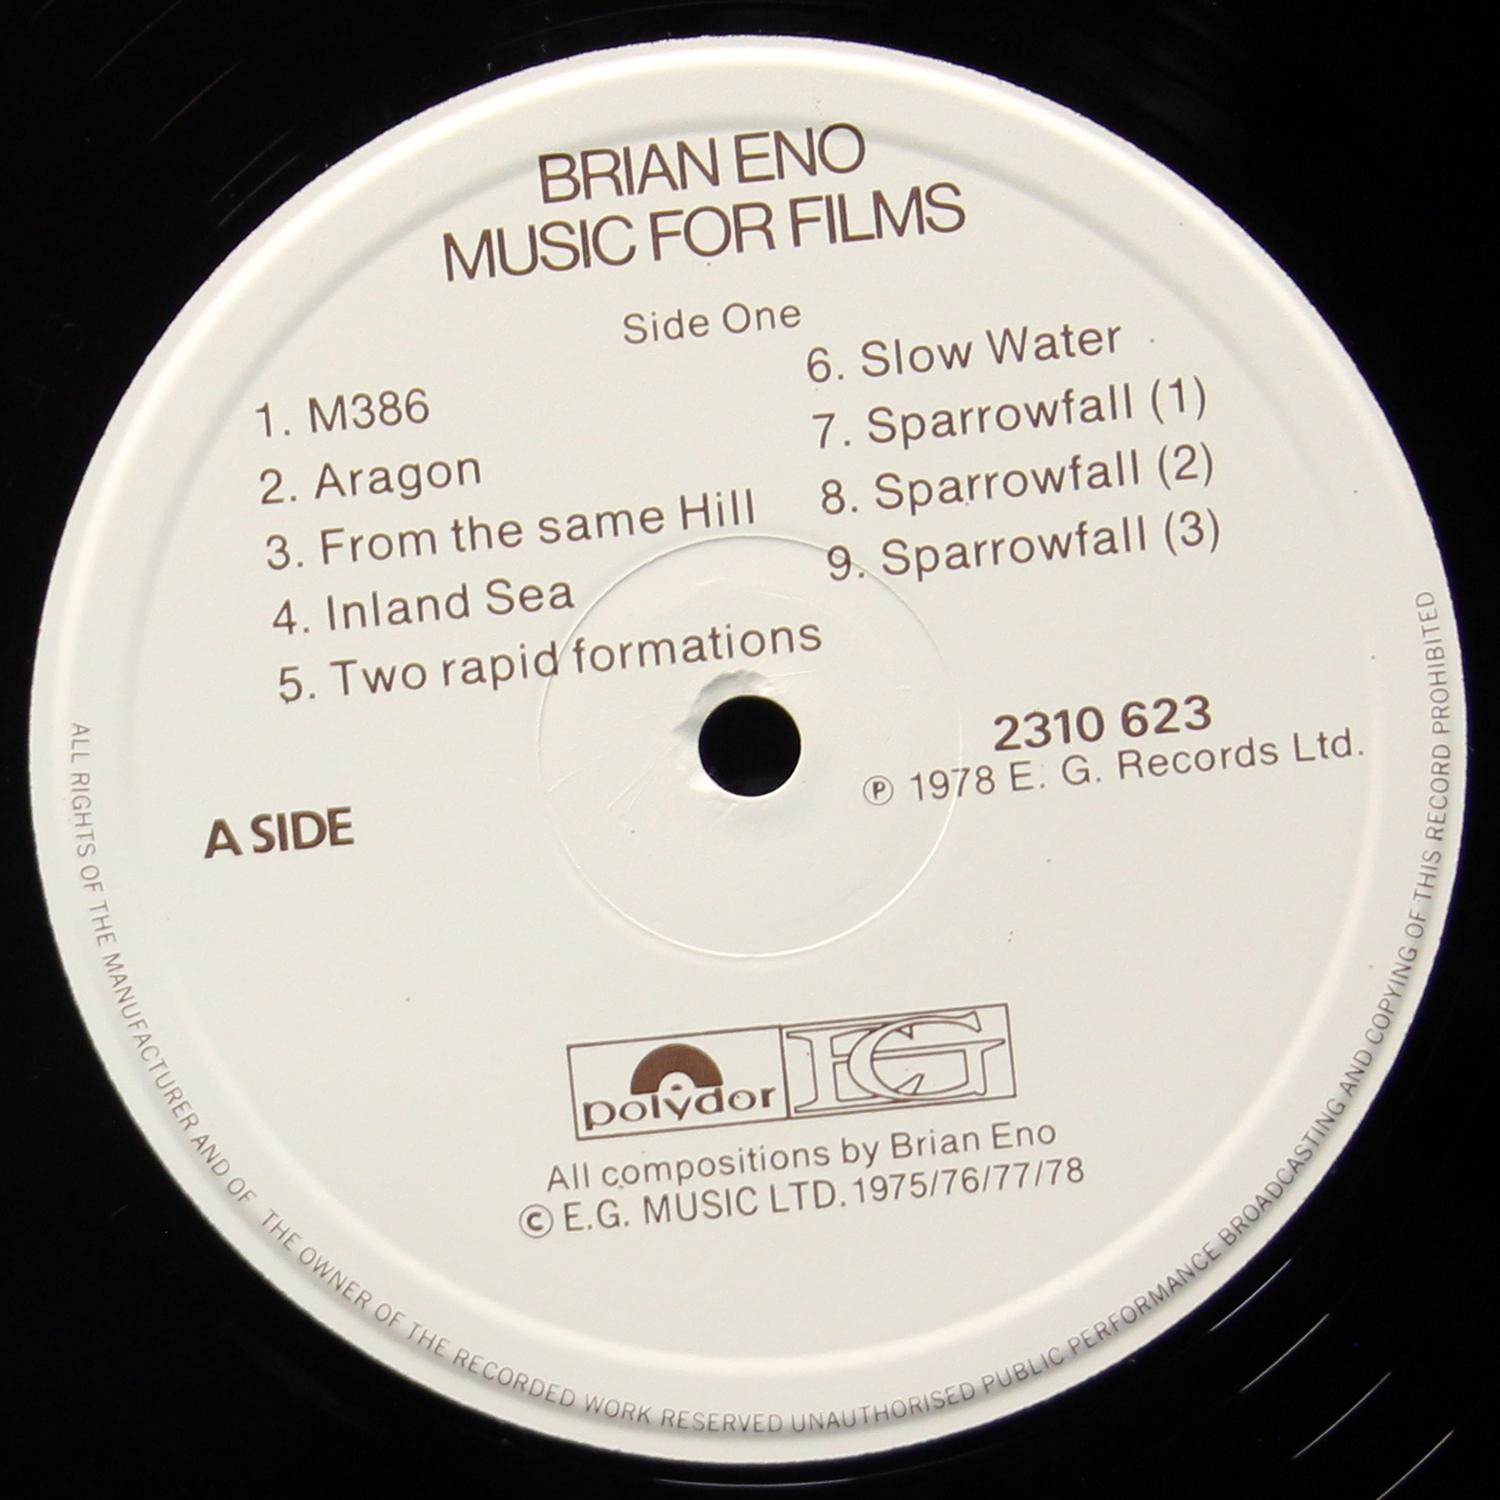 BRIAN ENO
MUSIC FOR FILMS
Side One
1. M386
2. Aragon
3. From the same Hill
4. Inland Sea
5. Two rapid formations
6. Slow Water
7. Sparrowfall (1)
8. Sparrowfall (2)
9. Sparrowfall (3)
2310 623
Ⓟ 1978 E. G. Records Ltd.
A SIDE
polydor EG
All compositions by Brian Eno
© E.G. MUSIC LTD. 1975/76/77/78
ALL RIGHTS OF THE MANUFACTURER AND OF THE OWNER OF THE RECORDED WORK RESERVED UNAUTHORISED PUBLIC PERFORMANCE BROADCASTING AND COPYING OF THIS RECORD PROHIBITED